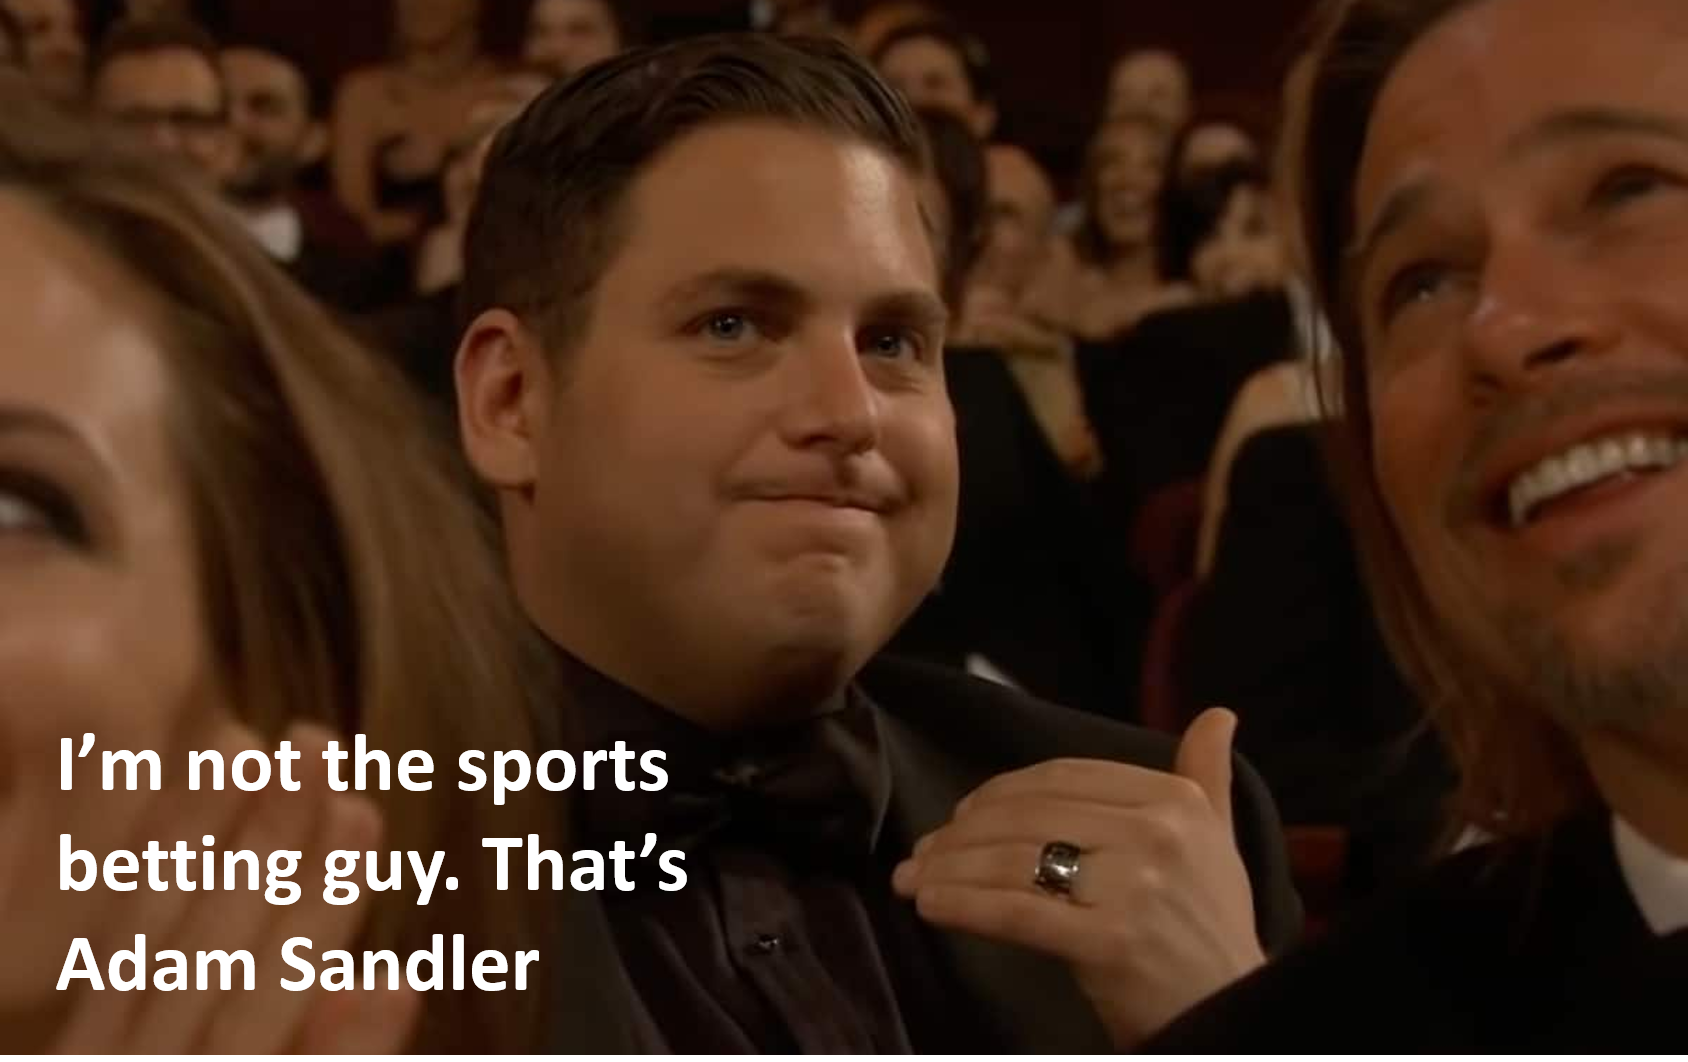 I’m not the sports
betting guy. That’s
Adam Sandler